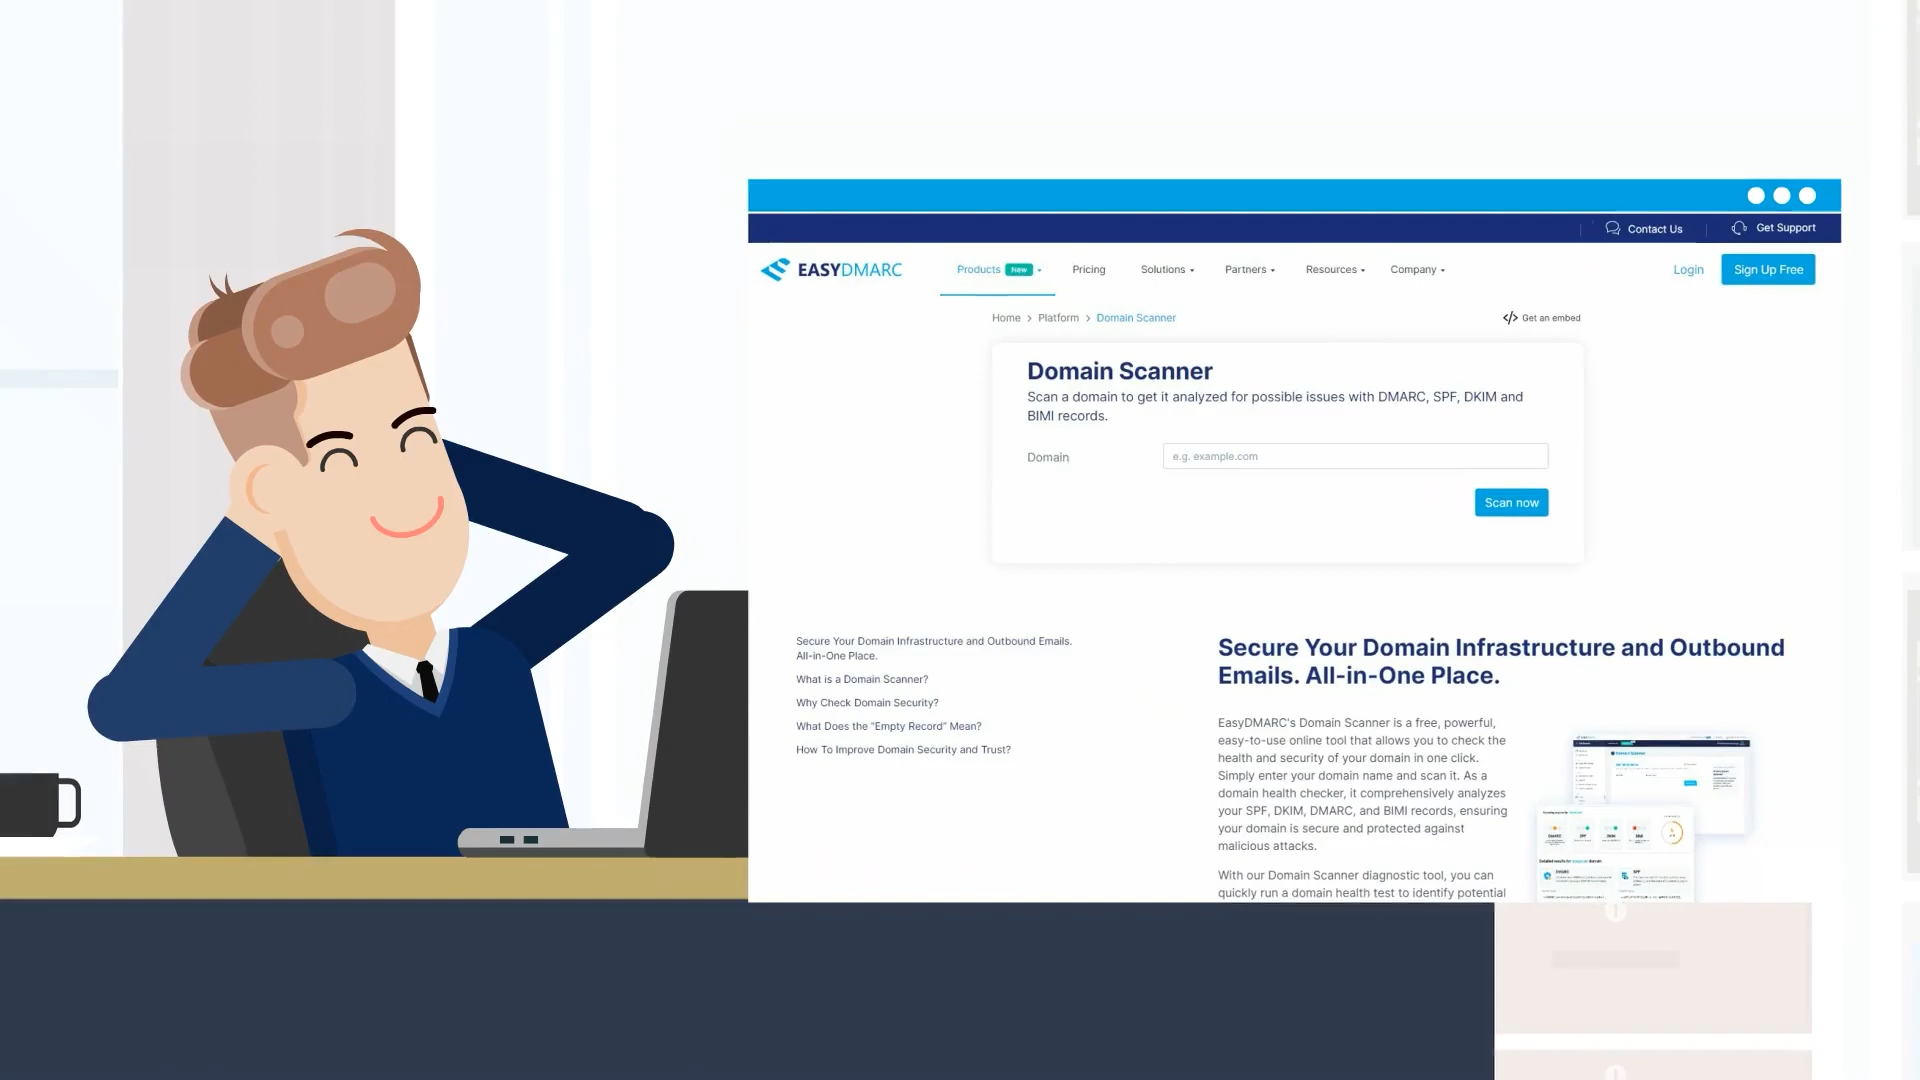 Contact Us
Get Support
EASYDMARC
Products New
Pricing
Solutions
Partners
Resources
Company
Login
Sign Up Free
Home > Platform > Domain Scanner
</> Get an embed
Domain Scanner
Scan a domain to get it analyzed for possible issues with DMARC, SPF, DKIM and
BIMI records.
Domain
e.g. example.com
Scan now
Secure Your Domain Infrastructure and Outbound Emails.
All-in-One Place.
What is a Domain Scanner?
Why Check Domain Security?
What Does the “Empty Record” Mean?
How To Improve Domain Security and Trust?
Secure Your Domain Infrastructure and Outbound
Emails. All-in-One Place.
EasyDMARC's Domain Scanner is a free, powerful,
easy-to-use online tool that allows you to check the
health and security of your domain in one click.
Simply enter your domain name and scan it. As a
domain health checker, it comprehensively analyzes
your SPF, DKIM, DMARC, and BIMI records, ensuring
your domain is secure and protected against
malicious attacks.
With our Domain Scanner diagnostic tool, you can
quickly run a domain health test to identify potential